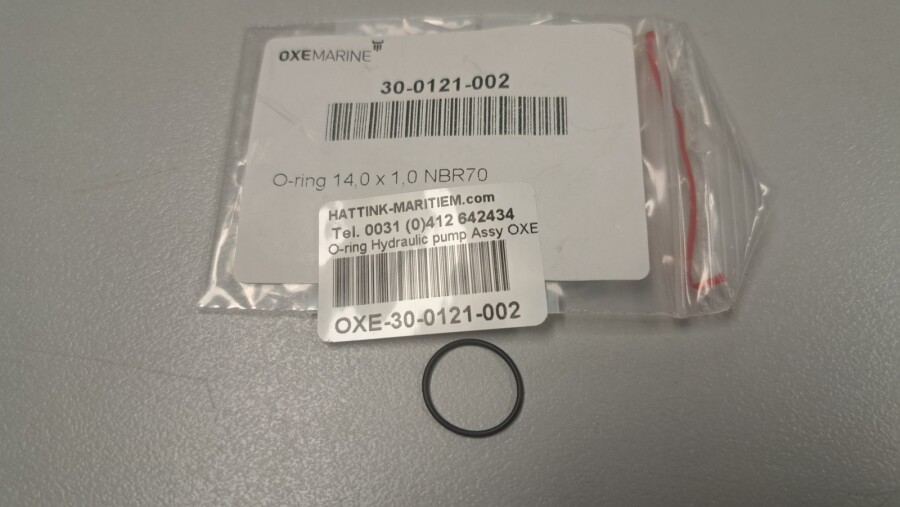 OXEMARINE
30-0121-002
O-ring 14,0 x 1,0 NBR70
HATTINK-MARITIEM.com
Tel. 0031 (0)412 642434
O-ring Hydraulic pump Assy OXE
OXE-30-0121-002